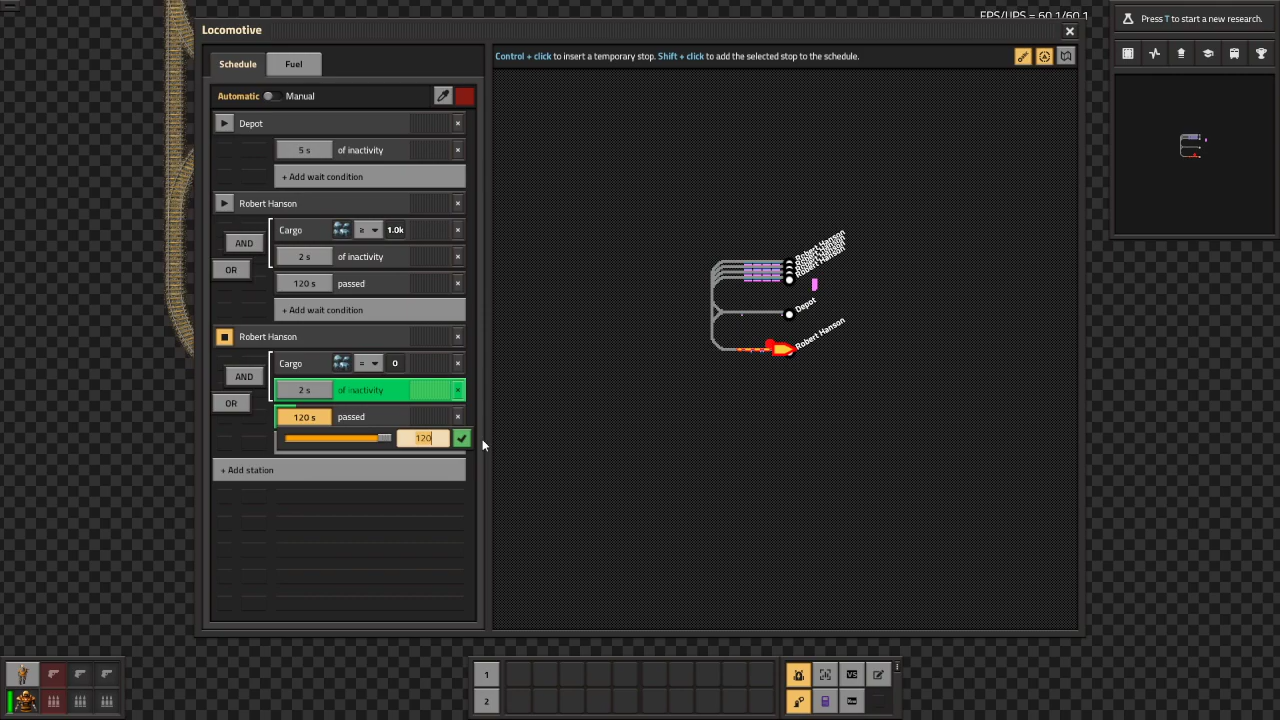 FPS/UPS = 60.1/60.1
Locomotive
Press T to start a new research.
Schedule
Fuel
Control + click to insert a temporary stop. Shift + click to add the selected stop to the schedule.
Automatic
Manual
Depot
5 s
of inactivity
+ Add wait condition
Robert Hanson
Cargo
≥
1.0k
AND
2 s
of inactivity
OR
120 s
passed
+ Add wait condition
Robert Hanson
Cargo
=
0
AND
2 s
of inactivity
OR
120 s
passed
120
+ Add station
Robert Hanson
Robert Hanson
Depot
Robert Hanson
1
2
VS